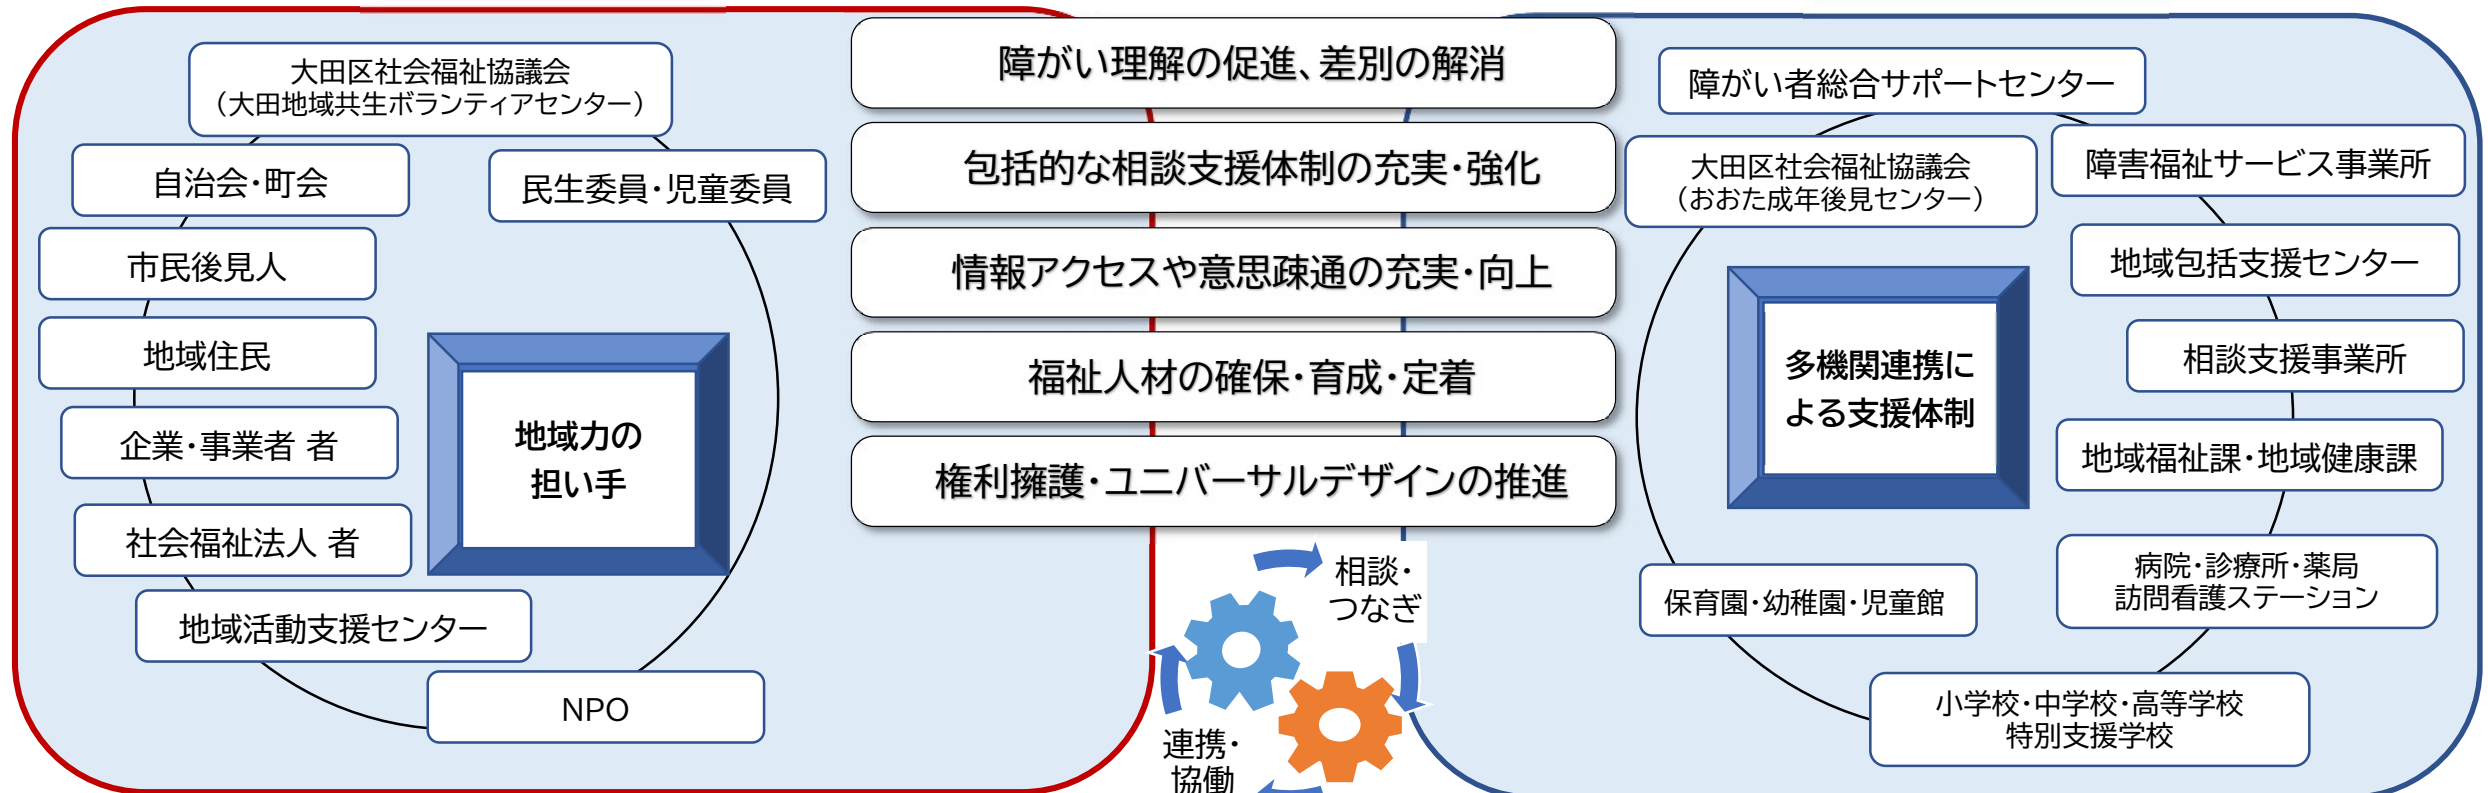 大田区社会福祉協議会
（大田地域共生ボランティアセンター）
自治会・町会
民生委員・児童委員
市民後見人
地域住民
企業・事業者 者
社会福祉法人 者
地域活動支援センター
NPO
地域力の
担い手
障がい理解の促進、差別の解消
包括的な相談支援体制の充実・強化
情報アクセスや意思疎通の充実・向上
福祉人材の確保・育成・定着
権利擁護・ユニバーサルデザインの推進
相談・
つなぎ
連携・
協働
障がい者総合サポートセンター
大田区社会福祉協議会
（おおた成年後見センター）
障害福祉サービス事業所
地域包括支援センター
相談支援事業所
地域福祉課・地域健康課
病院・診療所・薬局
訪問看護ステーション
保育園・幼稚園・児童館
小学校・中学校・高等学校
特別支援学校
多機関連携に
よる支援体制